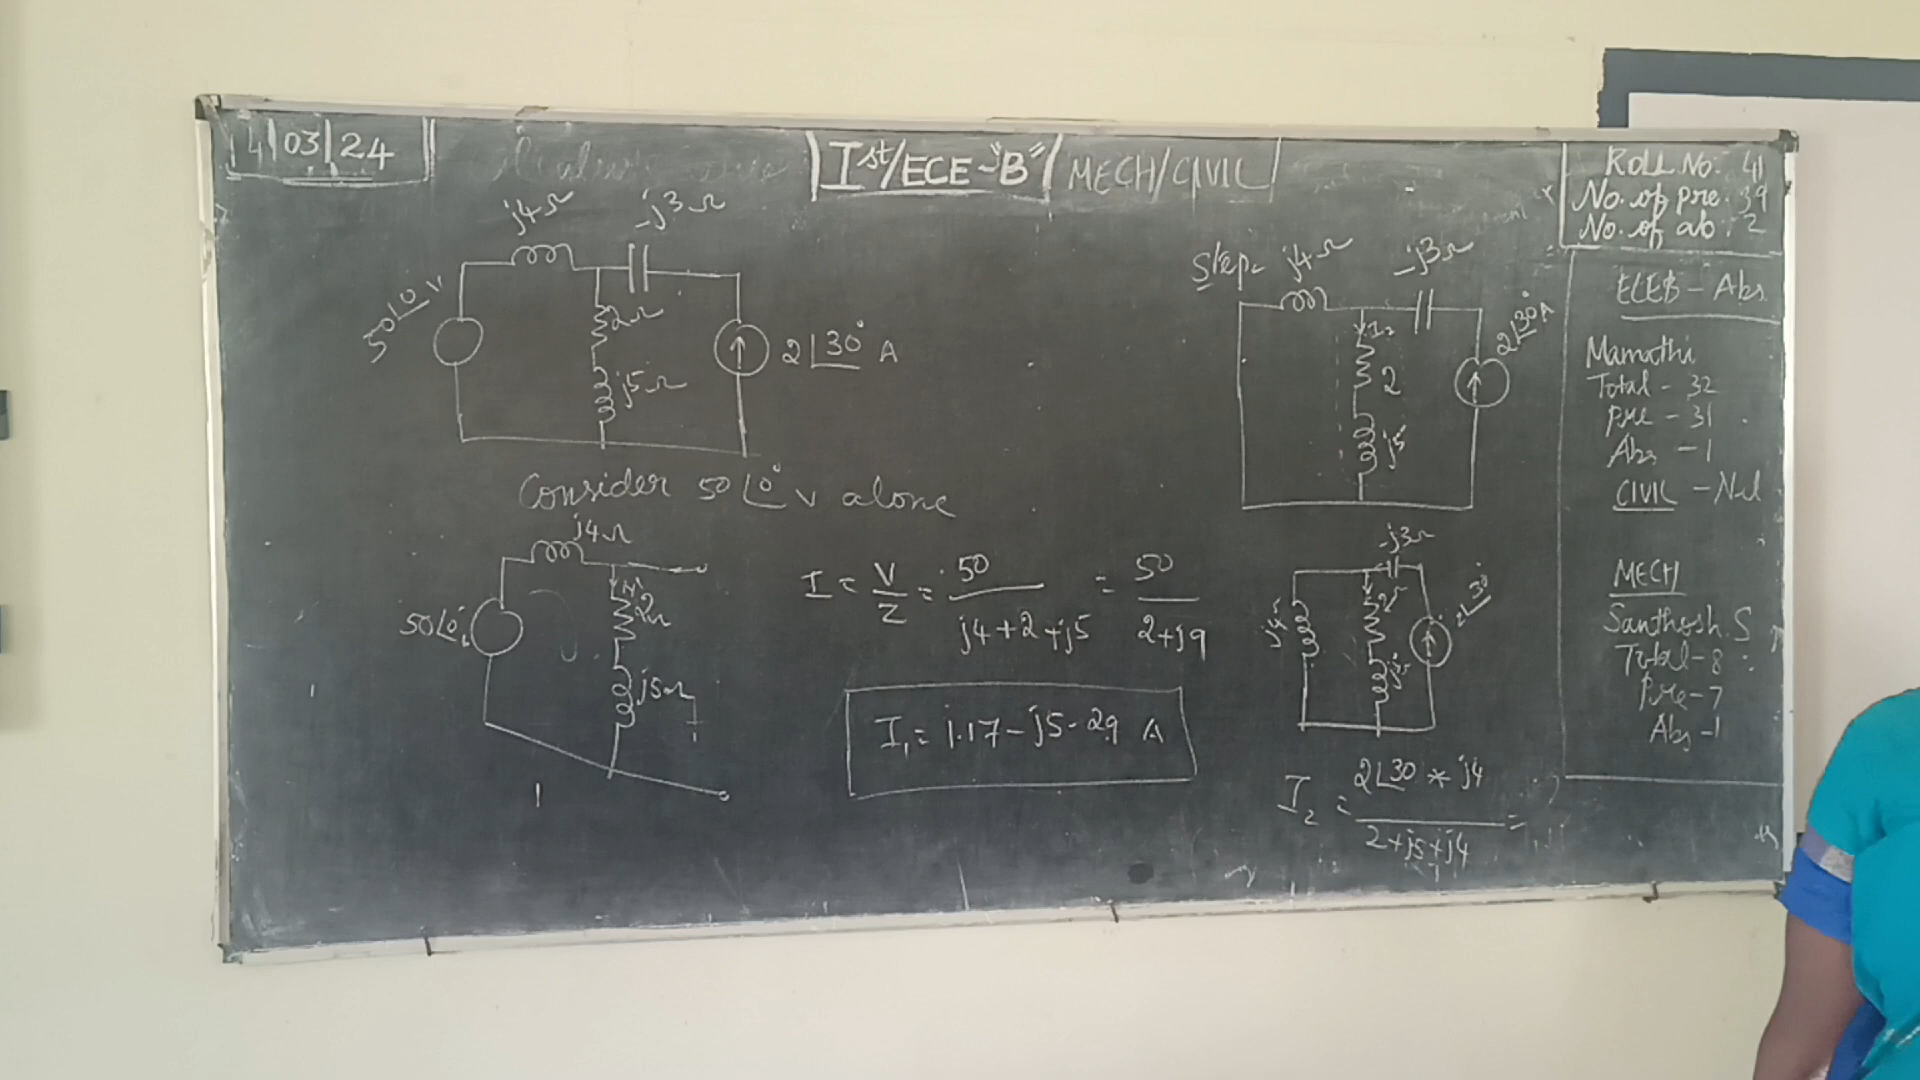 14|03|24
Ist/ECE-"B"/MECH/CIVIL
ROLL.No: 41
No. of pre: 39
No. of ab: 2
j4Ω
-j3Ω
50∠0° V
2Ω
j5Ω
2∠30° A
Consider 50∠0° V alone
j4Ω
50∠0°
2Ω
j5Ω
I = V/Z = 50/(j4+2+j5) = 50/(2+j9)
I₁ = 1.17-j5.29 A
Step-
j4Ω
-j3Ω
I₂
2
j5
2∠30° A
-j3Ω
j4
2
2∠30°
I₂ = 2∠30 * j4/(2+j5+j4) =
ECEB - Abs
Mamathi
Total - 32
Pre - 31
Abs - 1
CIVIL - Nil
MECH
Santhosh. S
Total - 8
Pre - 7
Abs - 1